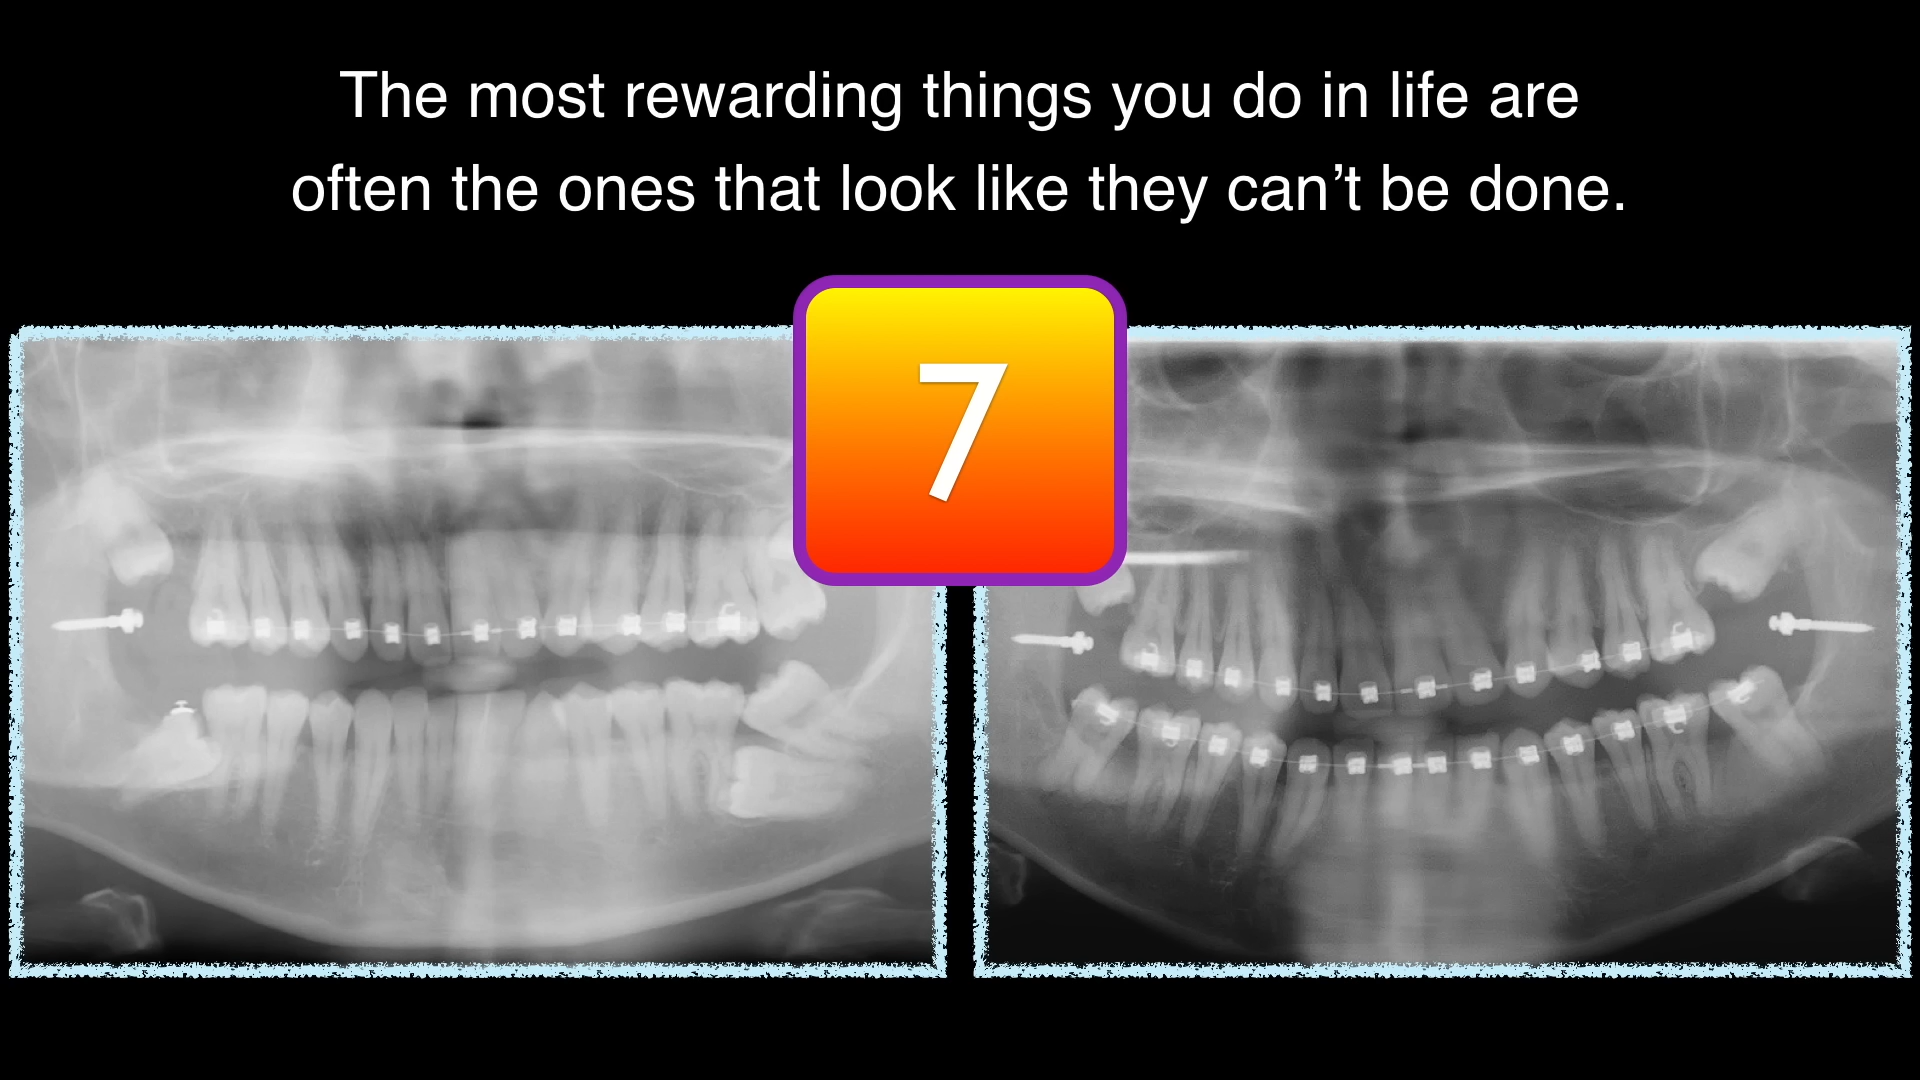 The most rewarding things you do in life are
often the ones that look like they can’t be done.
7